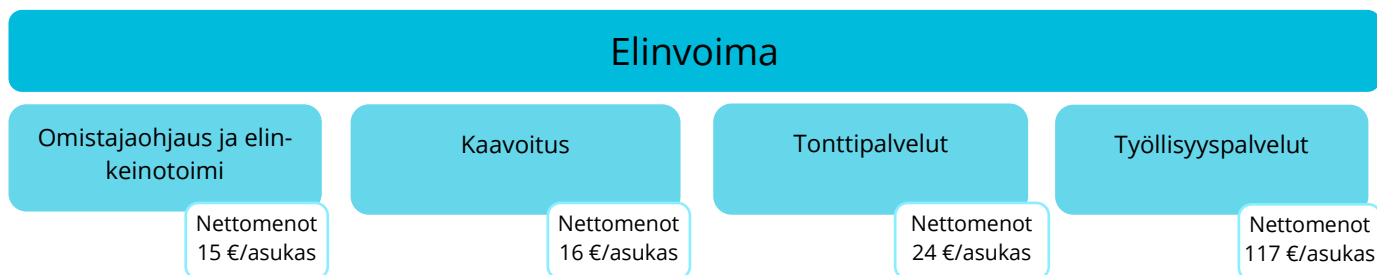 Elinvoima
Omistajaohjaus ja elin-
keinotoimi
Nettomenot
15 €/asukas
Kaavoitus
Nettomenot
16 €/asukas
Tonttipalvelut
Nettomenot
24 €/asukas
Työllisyyspalvelut
Nettomenot
117 €/asukas